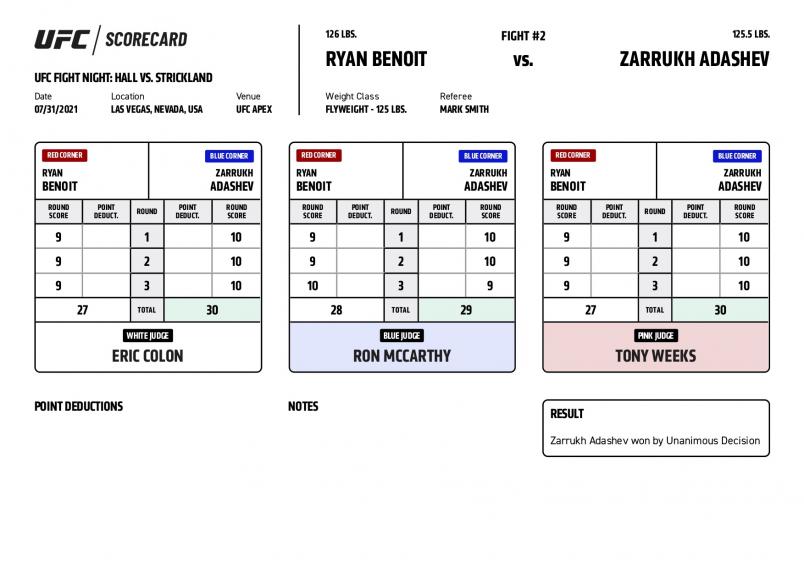 UFC SCORECARD
UFC FIGHT NIGHT: HALL VS. STRICKLAND
Date Location Venue
07/31/2021 LAS VEGAS, NEVADA, USA UFC APEX
126 LBS. FIGHT #2 125.5 LBS.
RYAN BENOIT VS. ZARRUKH ADASHEV
Weight Class Referee
FLYWEIGHT - 125 LBS. MARK SMITH
RED CORNER BLUE CORNER
RYAN ZARRUKH
BENOIT ADASHEV
ROUND SCORE POINT DEDUCT. ROUND POINT DEDUCT. ROUND SCORE
9 1 10
9 2 10
9 3 10
27 TOTAL 30
WHITE JUDGE
ERIC COLON
RED CORNER BLUE CORNER
RYAN ZARRUKH
BENOIT ADASHEV
ROUND SCORE POINT DEDUCT. ROUND POINT DEDUCT. ROUND SCORE
9 1 10
9 2 10
10 3 9
28 TOTAL 29
BLUE JUDGE
RON MCCARTHY
RED CORNER BLUE CORNER
RYAN ZARRUKH
BENOIT ADASHEV
ROUND SCORE POINT DEDUCT. ROUND POINT DEDUCT. ROUND SCORE
9 1 10
9 2 10
9 3 10
27 TOTAL 30
PINK JUDGE
TONY WEEKS
POINT DEDUCTIONS
NOTES
RESULT
Zarrukh Adashev won by Unanimous Decision